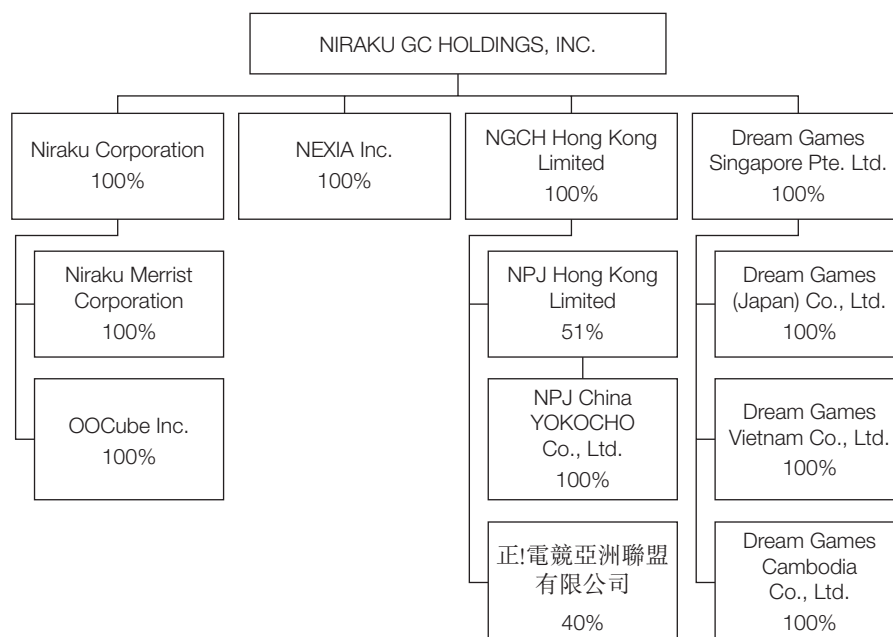 NIRAKU GC HOLDINGS, INC.
Niraku Corporation
100%
NEXIA Inc.
100%
NGCH Hong Kong
Limited
100%
Dream Games
Singapore Pte. Ltd.
100%
Niraku Merrist
Corporation
100%
OOCube Inc.
100%
NPJ Hong Kong
Limited
51%
NPJ China
YOKOCHO
Co., Ltd.
100%
正!電競亞洲聯盟
有限公司
40%
Dream Games
(Japan) Co., Ltd.
100%
Dream Games
Vietnam Co., Ltd.
100%
Dream Games
Cambodia
Co., Ltd.
100%